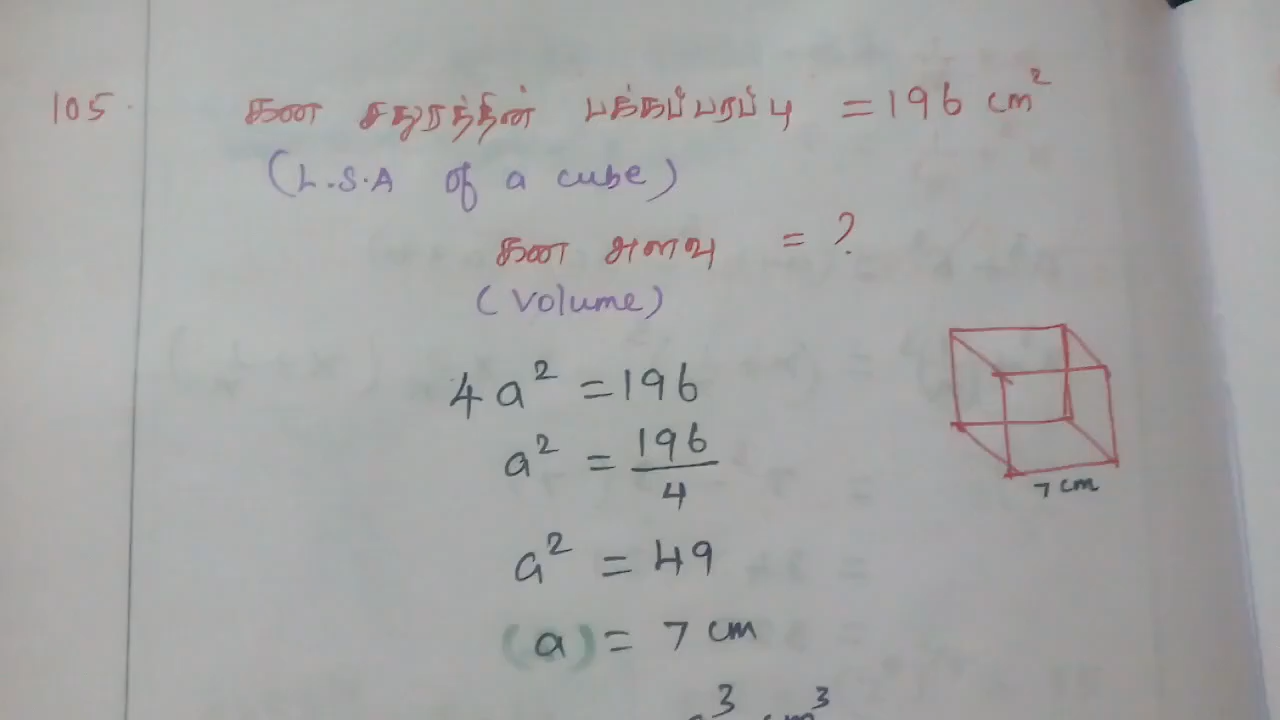 105. கன சதுரத்தின் பக்கப்பரப்பு = 196 cm²
(L.S.A of a cube)
கன அளவு = ?
(Volume)
4a² = 196
a² = 196/4
a² = 49
(a) = 7 cm
7 cm